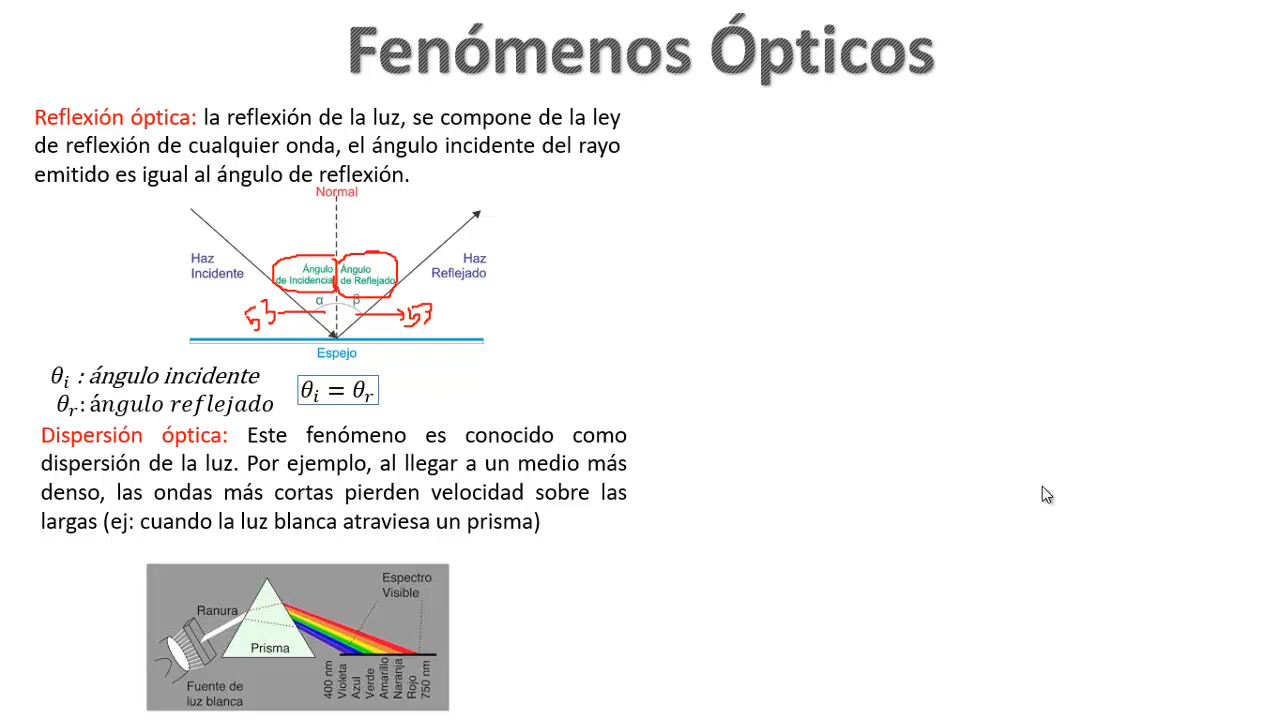 Fenómenos Ópticos
Reflexión óptica: la reflexión de la luz, se compone de la ley
de reflexión de cualquier onda, el ángulo incidente del rayo
emitido es igual al ángulo de reflexión.
Normal
Haz
Incidente
Ángulo
de Incidencia
Ángulo
de Reflejado
Haz
Reflejado
α
β
53
53
Espejo
θi : ángulo incidente
θr: ángulo reflejado
θi = θr
Dispersión óptica: Este fenómeno es conocido como
dispersión de la luz. Por ejemplo, al llegar a un medio más
denso, las ondas más cortas pierden velocidad sobre las
largas (ej: cuando la luz blanca atraviesa un prisma)
Espectro
Visible
Ranura
Prisma
Fuente de
luz blanca
400 nm
Violeta
Azul
Verde
Amarillo
Naranja
Rojo
750 nm